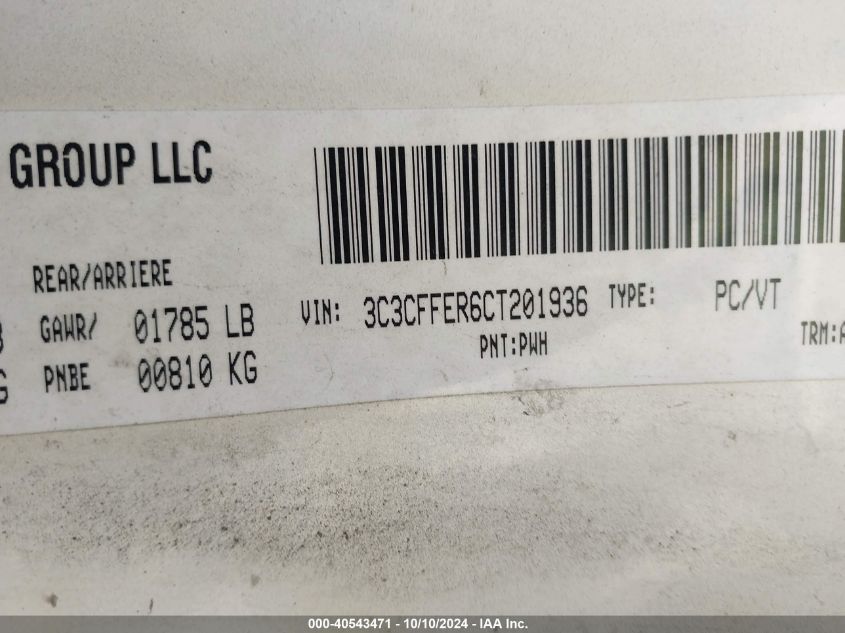 GROUP LLC
REAR/ARRIERE
GAWR/ 01785 LB
PNBE 00810 KG
VIN: 3C3CFFER6CT201936 TYPE: PC/VT
PNT:PWH TRM:A
000-40543471 - 10/10/2024 - IAA Inc.